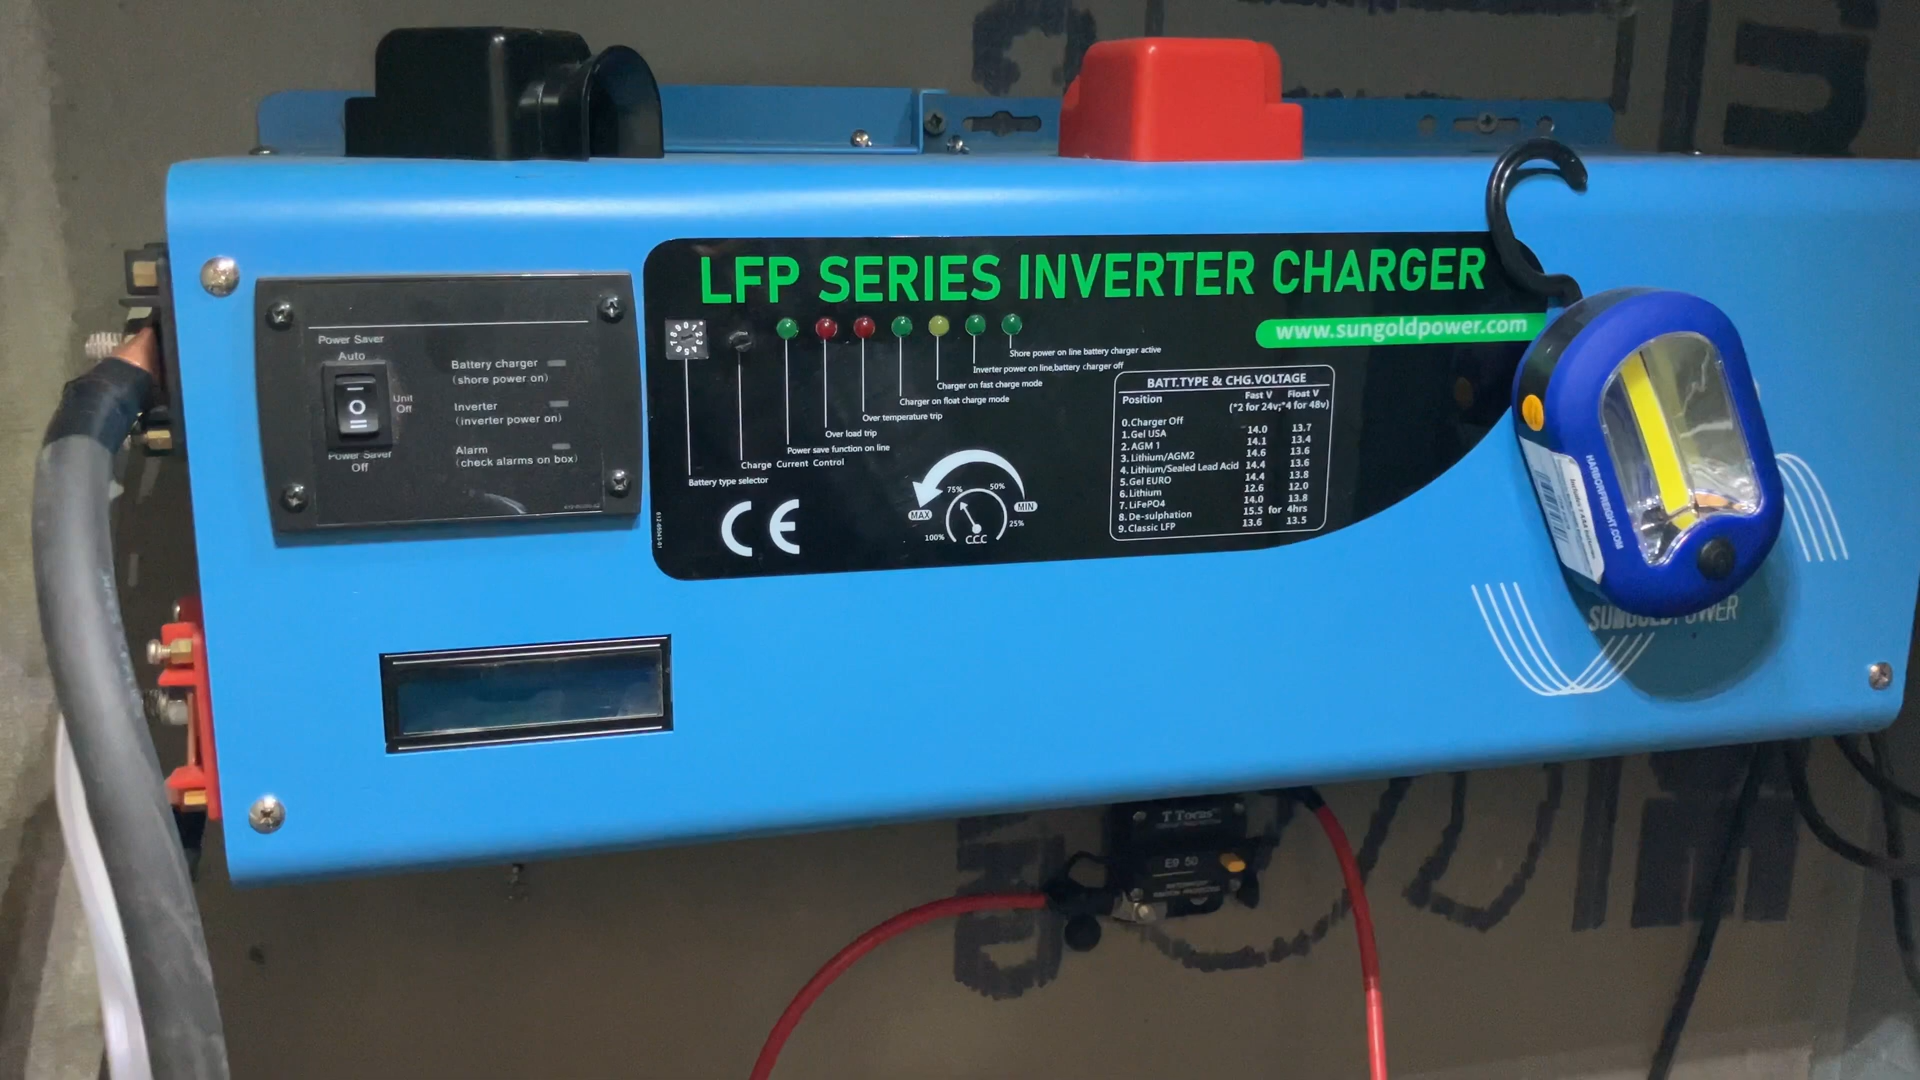 LFP SERIES INVERTER CHARGER
www.sungoldpower.com
Power Saver
Auto
Unit
Off
Power Saver
Off
Battery charger
(shore power on)
Inverter
(inverter power on)
Alarm
(check alarms on box)
Shore power on line battery charger active
Inverter power on line,battery charger off
Charger on fast charge mode
Charger on float charge mode
Over temperature trip
Over load trip
Power save function on line
Charge Current Control
Battery type selector
CE
MAX
MIN
100%
75%
50%
25%
C.C.C
BATT.TYPE & CHG.VOLTAGE
Position Fast V Float V
(*2 for 24v;*4 for 48v)
0.Charger Off
1.Gel USA 14.0 13.7
2. AGM 1 14.1 13.4
3. Lithium/AGM2 14.6 13.6
4. Lithium/Sealed Lead Acid 14.4 13.6
5. Gel EURO 14.4 13.8
6. Lithium 12.6 12.0
7. LiFePO4 14.0 13.8
8. De-sulphation 15.5 for 4hrs
9. Classic LFP 13.6 13.5
HARBORFREIGHT.COM
SUNGOLDPOWER
T Tocas
E9 50